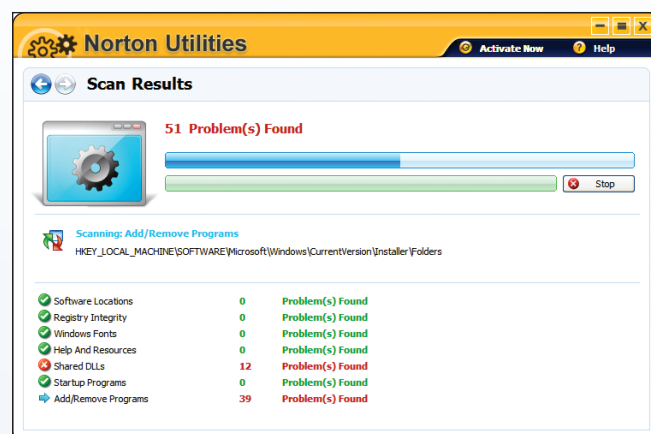 Norton Utilities
Activate Now ? Help
Scan Results
51 Problem(s) Found
Stop
Scanning: Add/Remove Programs
HKEY_LOCAL_MACHINE\SOFTWARE\Microsoft\Windows\CurrentVersion\Installer\Folders
Software Locations 0 Problem(s) Found
Registry Integrity 0 Problem(s) Found
Windows Fonts 0 Problem(s) Found
Help And Resources 0 Problem(s) Found
Shared DLLs 12 Problem(s) Found
Startup Programs 0 Problem(s) Found
Add/Remove Programs 39 Problem(s) Found